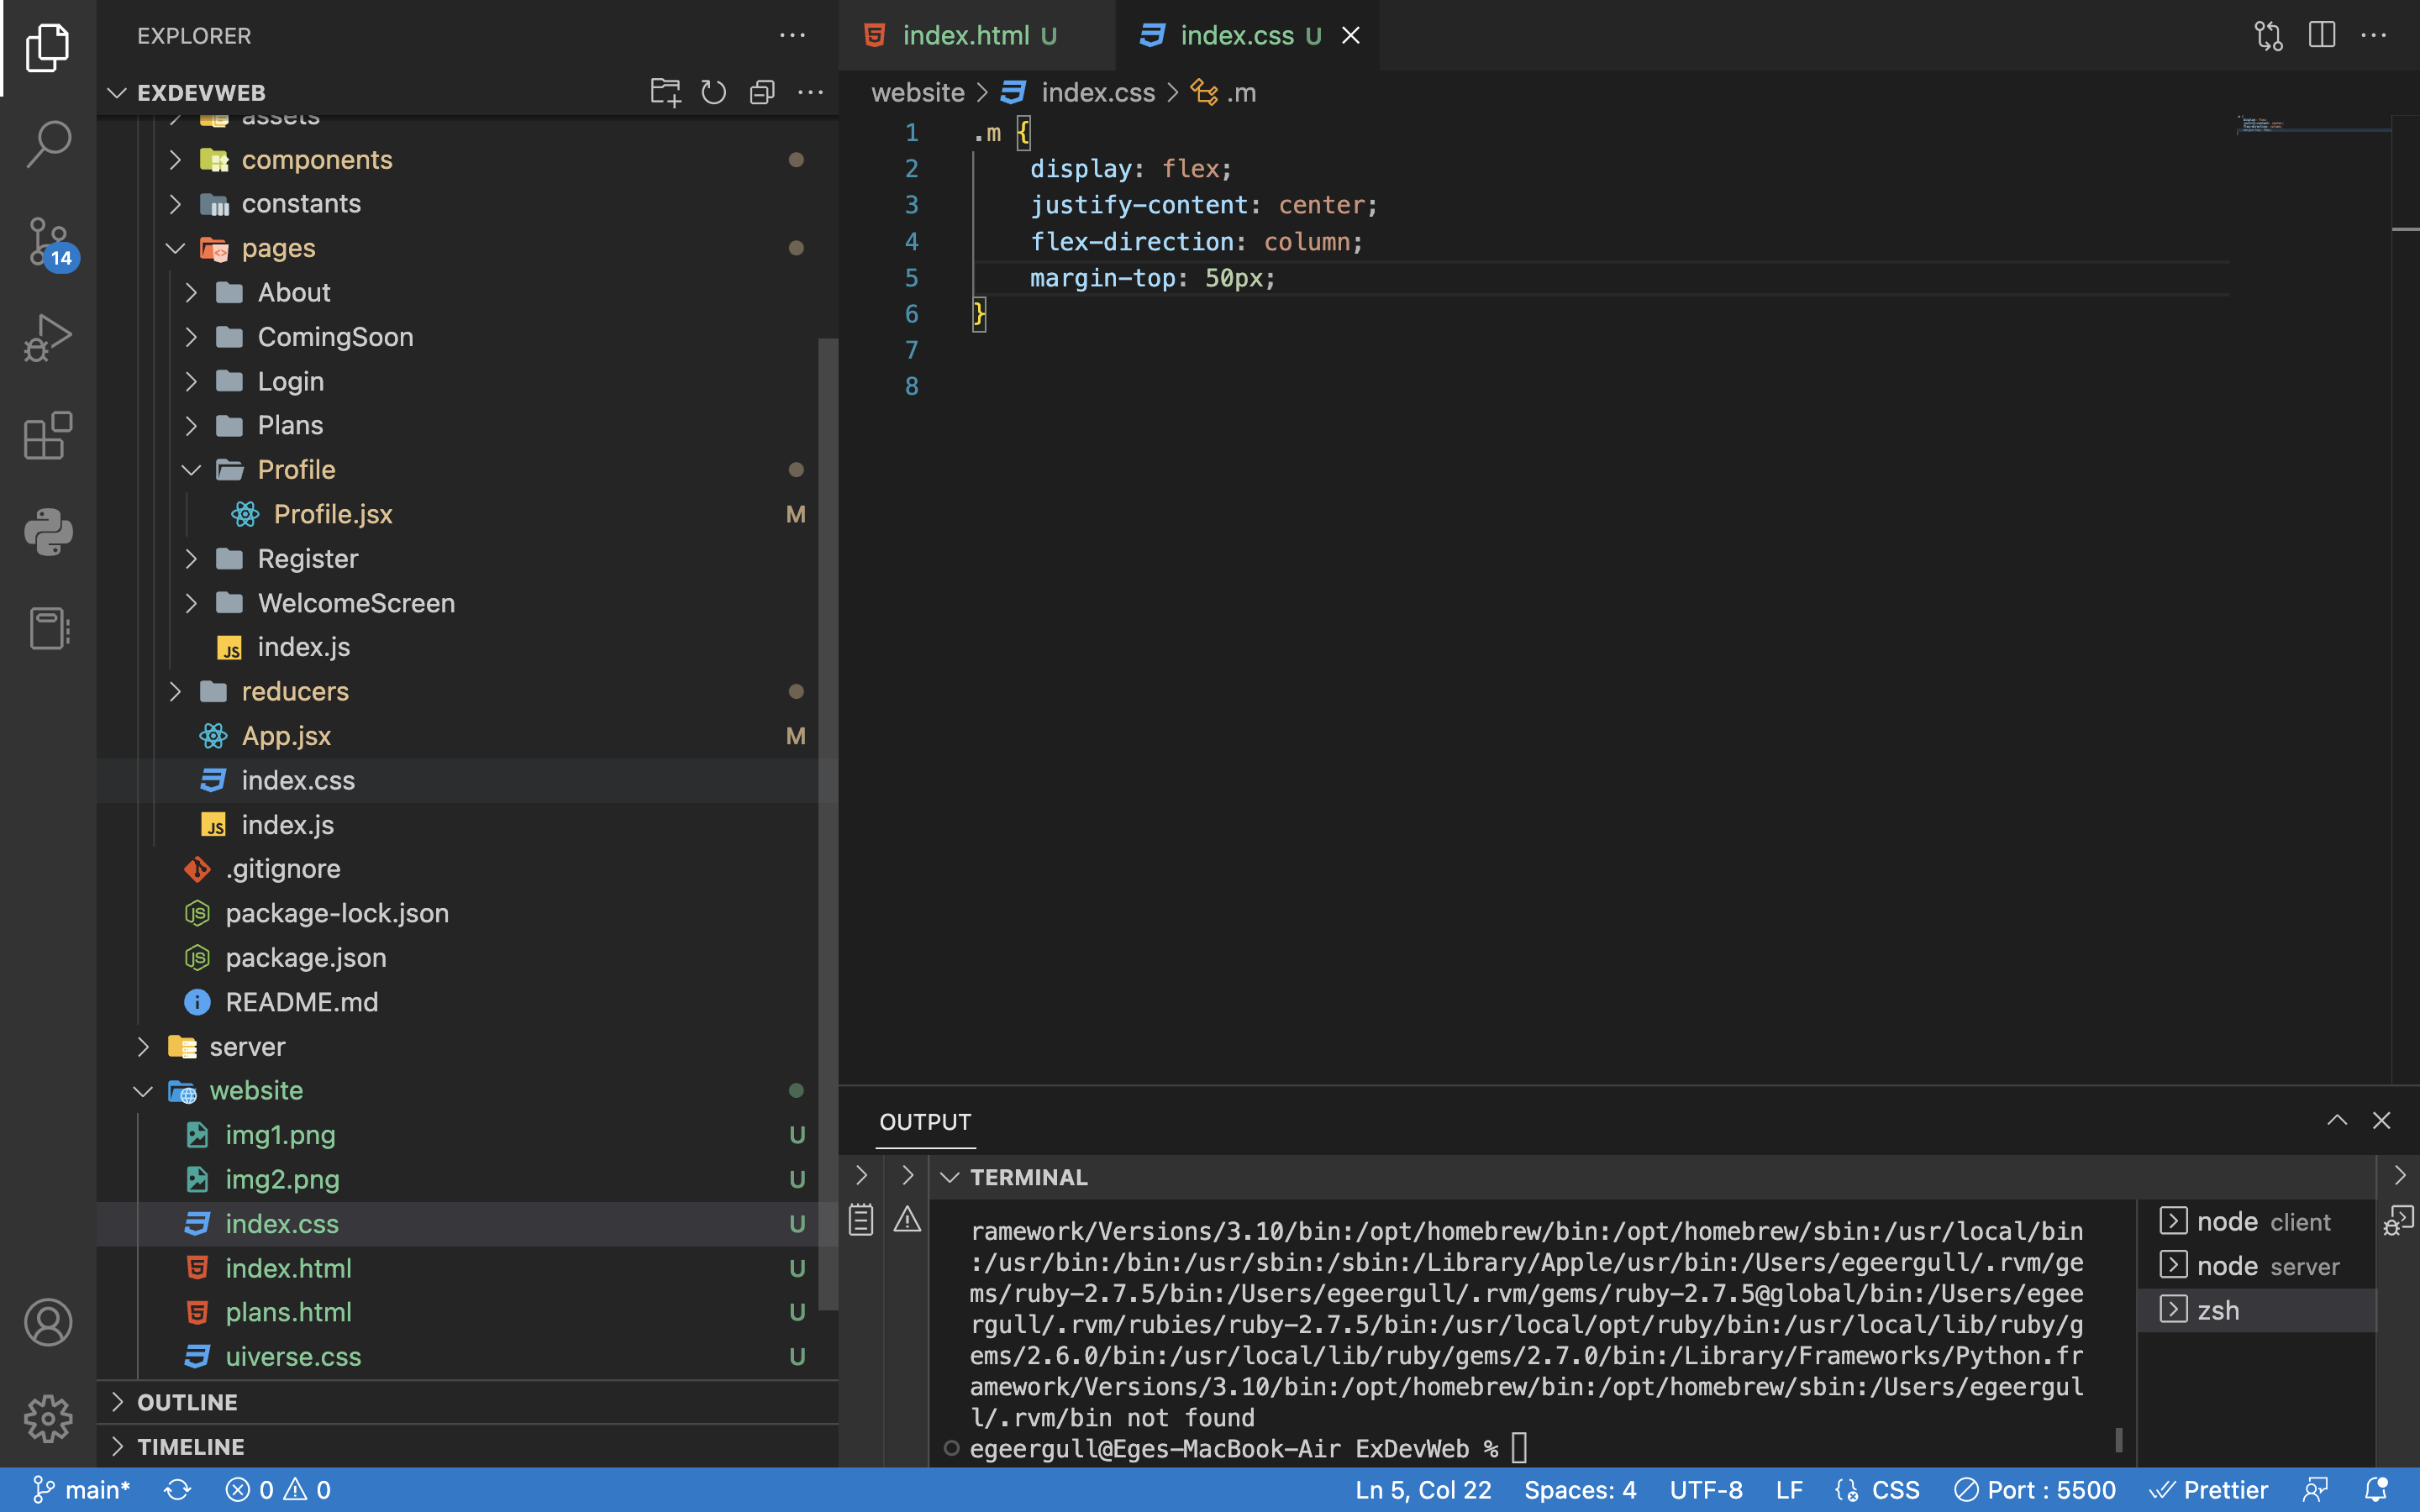 EXPLORER
EXDEVWEB
assets
components
constants
pages
About
ComingSoon
Login
Plans
Profile
Profile.jsx M
Register
WelcomeScreen
JS index.js
reducers
App.jsx M
index.css
JS index.js
.gitignore
package-lock.json
package.json
README.md
server
website
img1.png U
img2.png U
index.css U
index.html U
plans.html U
uiverse.css U
OUTLINE
TIMELINE
14
index.html U
index.css U
website > index.css > .m
1 .m {
2 display: flex;
3 justify-content: center;
4 flex-direction: column;
5 margin-top: 50px;
6 }
7
8
OUTPUT
TERMINAL
ramework/Versions/3.10/bin:/opt/homebrew/bin:/opt/homebrew/sbin:/usr/local/bin
:/usr/bin:/bin:/usr/sbin:/sbin:/Library/Apple/usr/bin:/Users/egeergull/.rvm/ge
ms/ruby-2.7.5/bin:/Users/egeergull/.rvm/gems/ruby-2.7.5@global/bin:/Users/egee
rgull/.rvm/rubies/ruby-2.7.5/bin:/usr/local/opt/ruby/bin:/usr/local/lib/ruby/g
ems/2.6.0/bin:/usr/local/lib/ruby/gems/2.7.0/bin:/Library/Frameworks/Python.fr
amework/Versions/3.10/bin:/opt/homebrew/bin:/opt/homebrew/sbin:/Users/egeergul
l/.rvm/bin not found
egeergull@Eges-MacBook-Air ExDevWeb %
node client
node server
zsh
main* 0 0
Ln 5, Col 22 Spaces: 4 UTF-8 LF CSS Port : 5500 Prettier